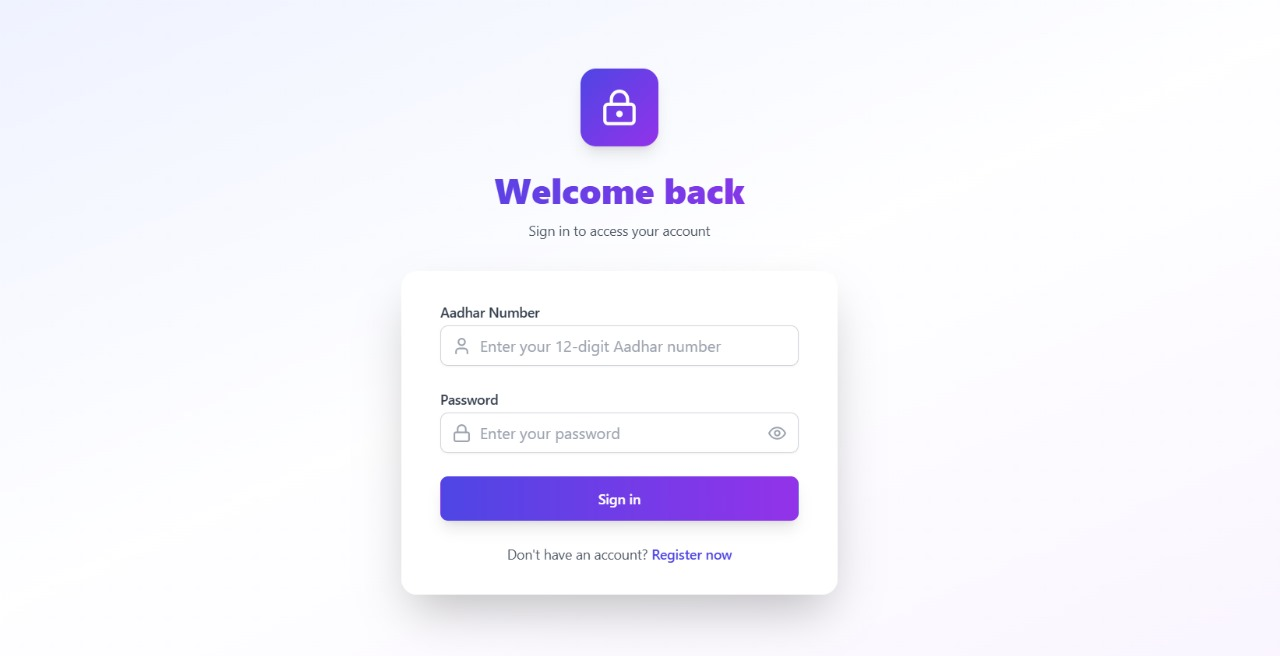 Welcome back
Sign in to access your account
Aadhar Number
Enter your 12-digit Aadhar number
Password
Enter your password
Sign in
Don't have an account? Register now